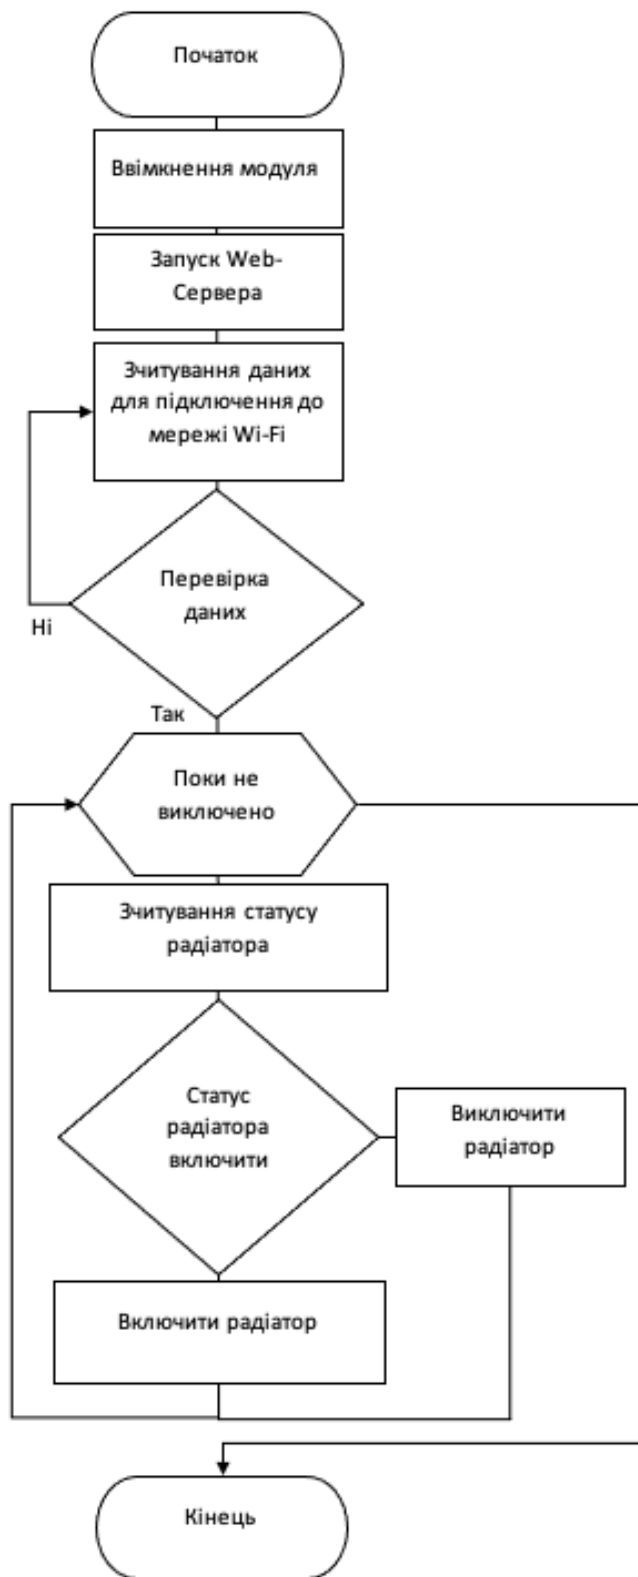 Початок
Ввімкнення модуля
Запуск Web-
Сервера
Зчитування даних
для підключення до
мережі Wi-Fi
Перевірка
даних
Ні
Так
Поки не
виключено
Зчитування статусу
радіатора
Статус
радіатора
включити
Виключити
радіатор
Включити радіатор
Кінець